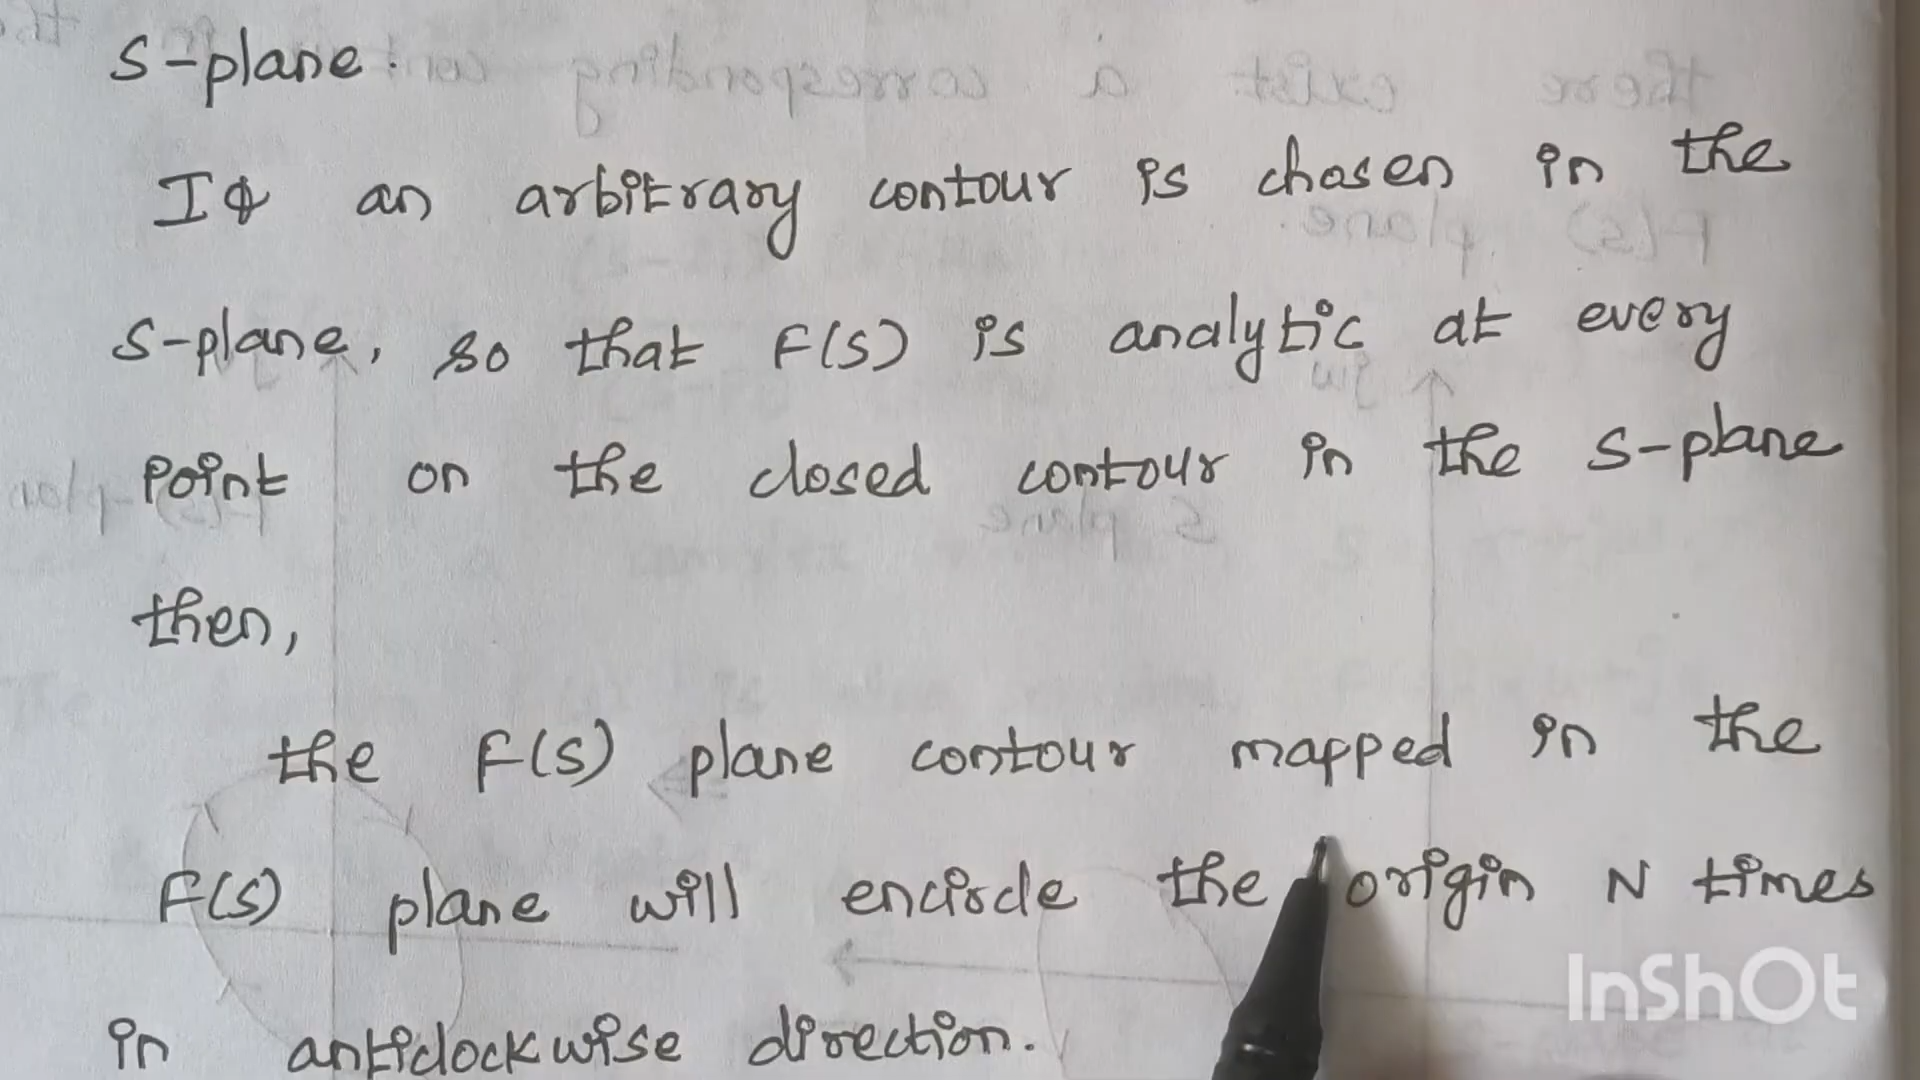 S-plane.
If an arbitrary contour is chosen in the
S-plane, so that F(S) is analytic at every
Point on the closed contour in the S-plane
then,
the F(S) plane contour mapped in the
F(S) plane will encircle the origin N times
in anticlockwise direction.
InShOt